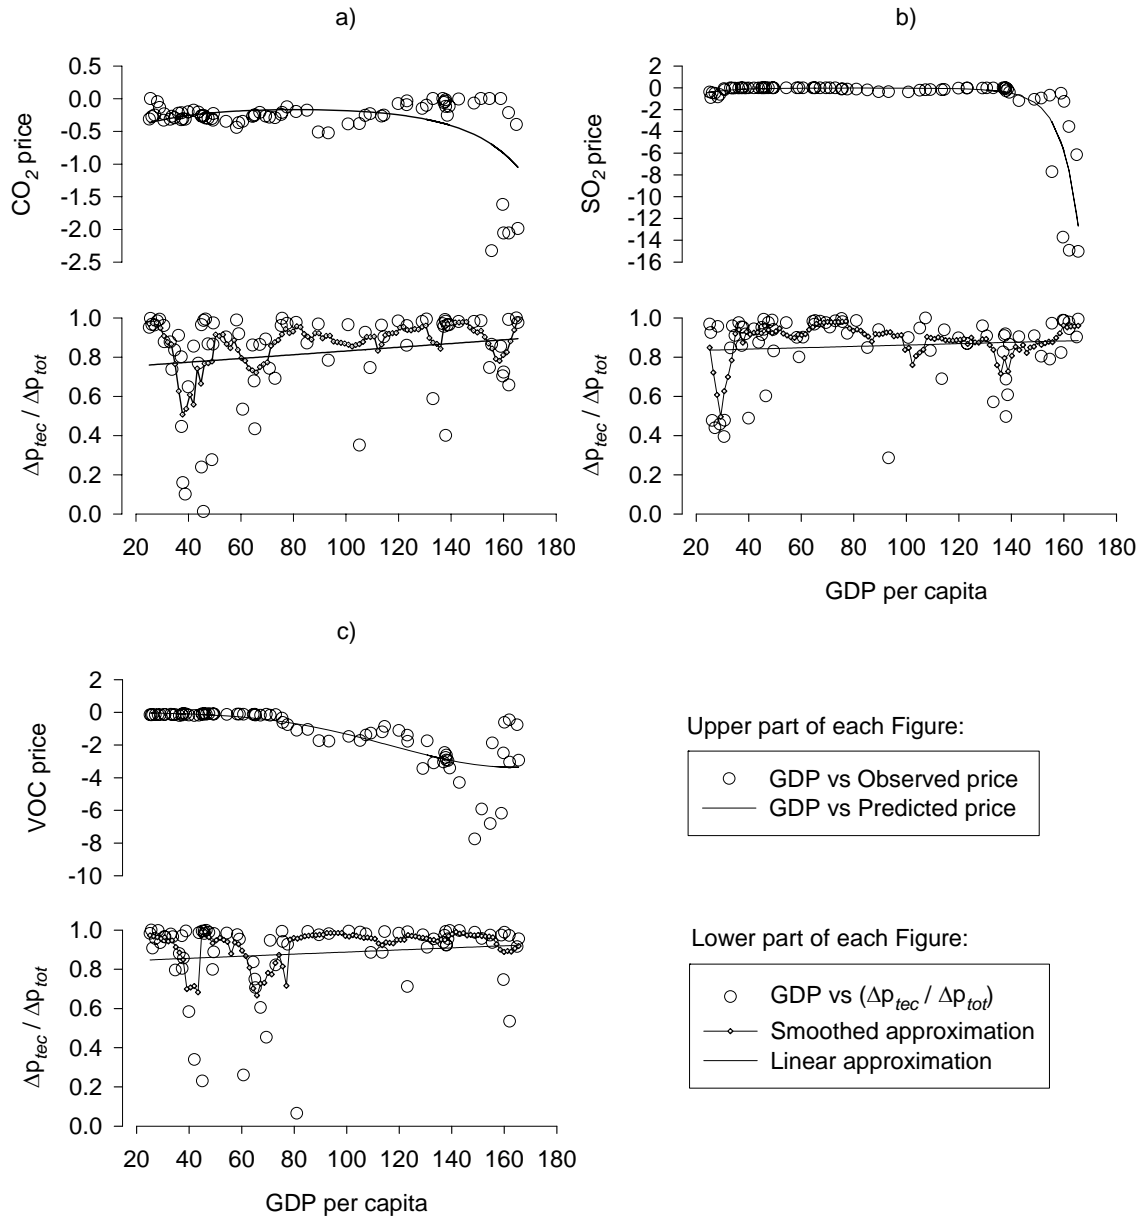 a)
0.5
0.0
-0.5
-1.0
-1.5
-2.0
-2.5
CO2 price
1.0
0.8
0.6
0.4
0.2
0.0
Δptec / Δptot
20 40 60 80 100 120 140 160 180
b)
2
0
-2
-4
-6
-8
-10
-12
-14
-16
SO2 price
1.0
0.8
0.6
0.4
0.2
0.0
Δptec / Δptot
20 40 60 80 100 120 140 160 180
GDP per capita
c)
2
0
-2
-4
-6
-8
-10
VOC price
1.0
0.8
0.6
0.4
0.2
0.0
Δptec / Δptot
20 40 60 80 100 120 140 160 180
GDP per capita
Upper part of each Figure:
GDP vs Observed price
GDP vs Predicted price
Lower part of each Figure:
GDP vs (Δptec / Δptot)
Smoothed approximation
Linear approximation